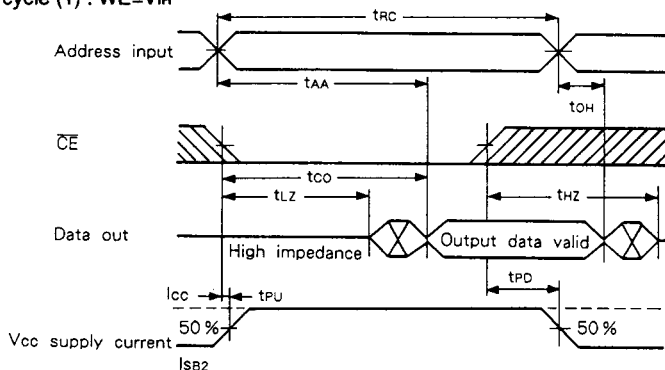 cycle (1) : WE=VIH
tRC
Address input
tAA
tOH
CE
tCO
tLZ
tHZ
Data out
High impedance
Output data valid
tPD
ICC
tPU
50 %
50 %
Vcc supply current
ISB2